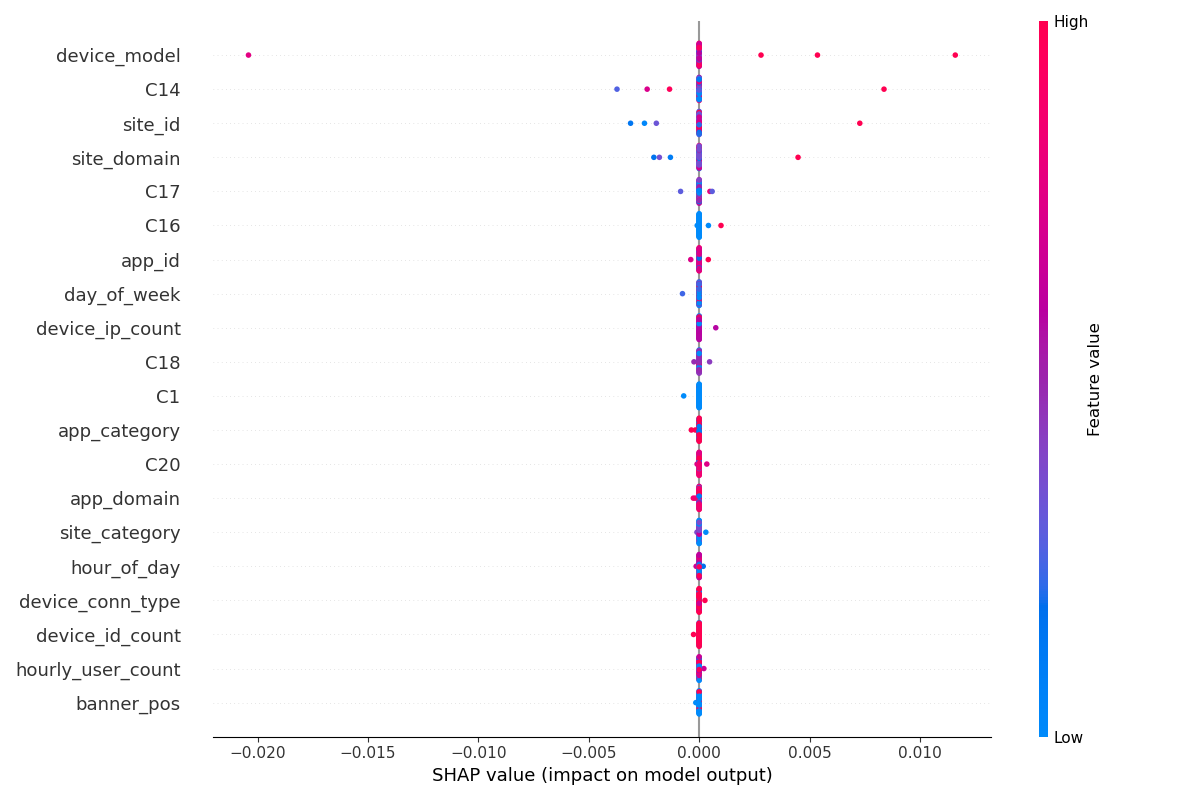 High
device_model
C14
site_id
site_domain
C17
C16
app_id
day_of_week
device_ip_count
C18
C1
app_category
C20
app_domain
site_category
hour_of_day
device_conn_type
device_id_count
hourly_user_count
banner_pos
Feature value
Low
−0.020 −0.015 −0.010 −0.005 0.000 0.005 0.010
SHAP value (impact on model output)